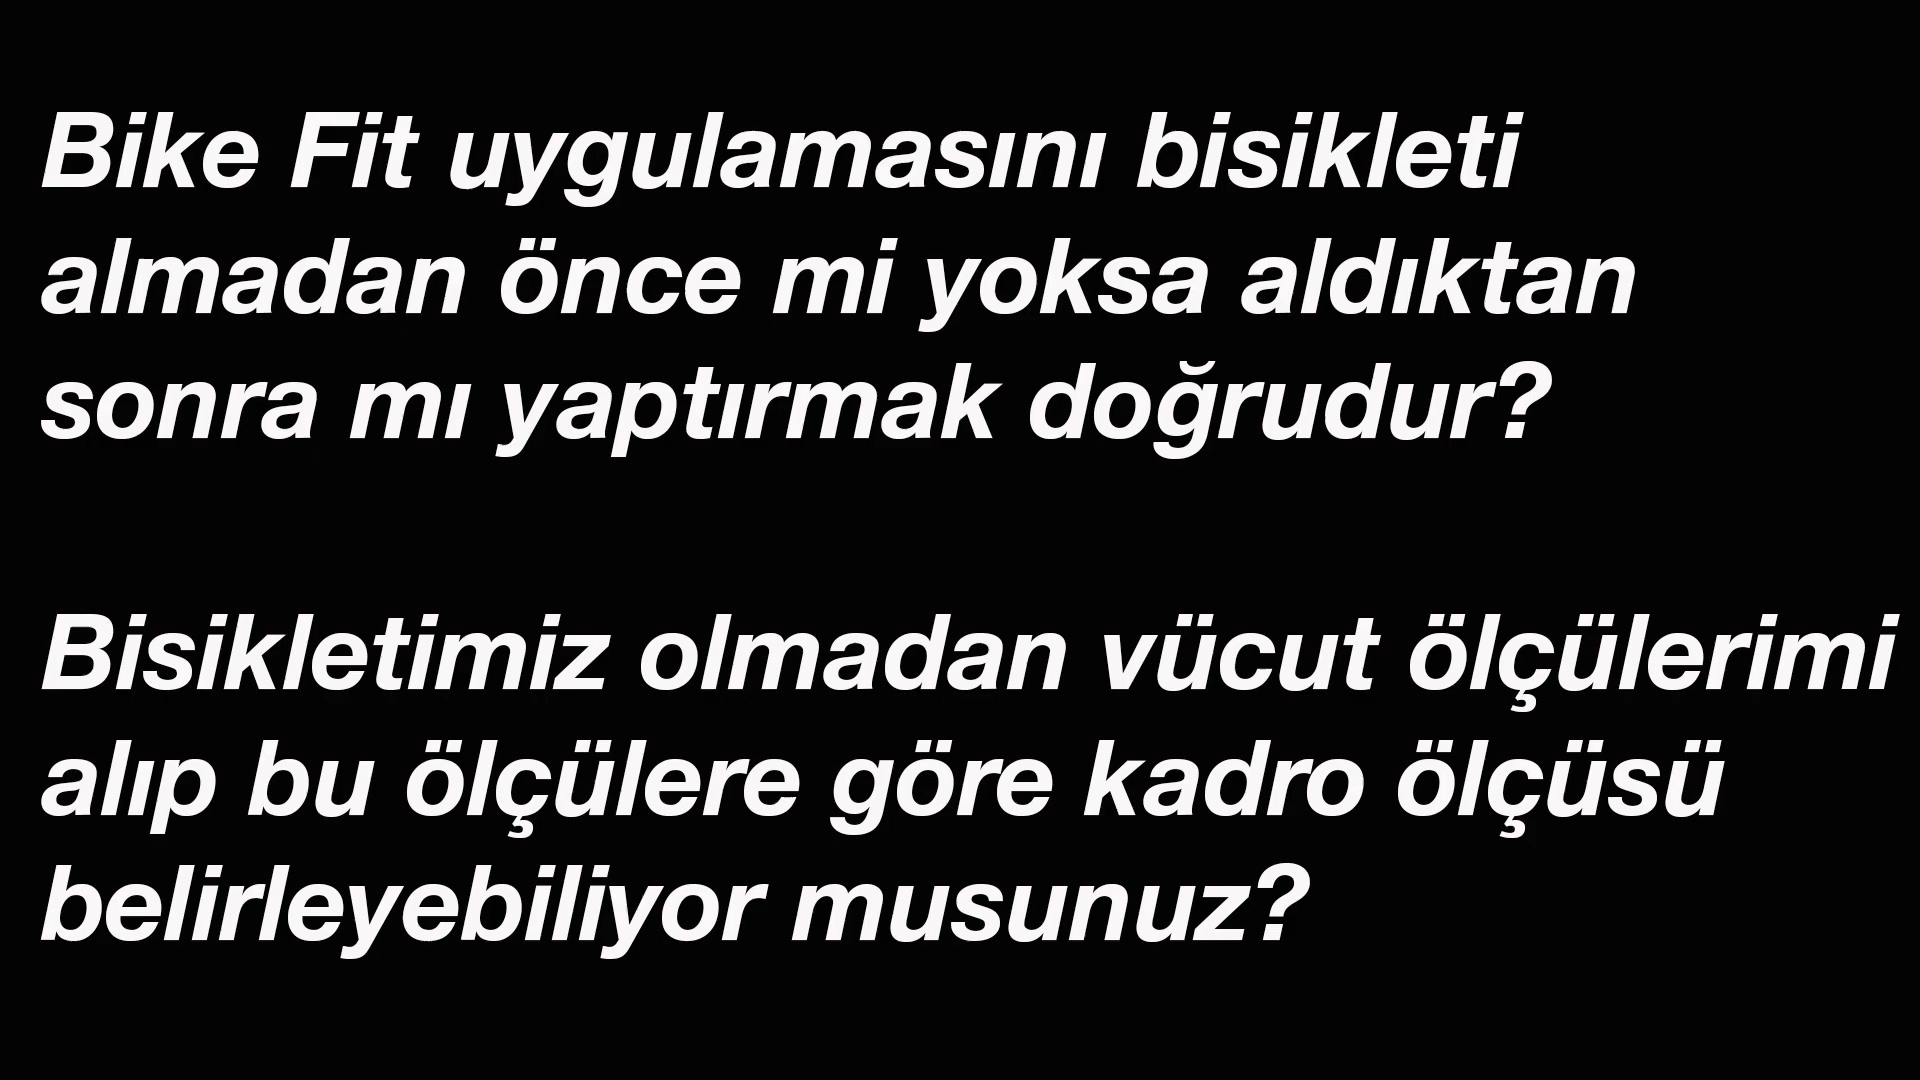 Bike Fit uygulamasını bisikleti
almadan önce mi yoksa aldıktan
sonra mı yaptırmak doğrudur?
Bisikletimiz olmadan vücut ölçülerimi
alıp bu ölçülere göre kadro ölçüsü
belirleyebiliyor musunuz?